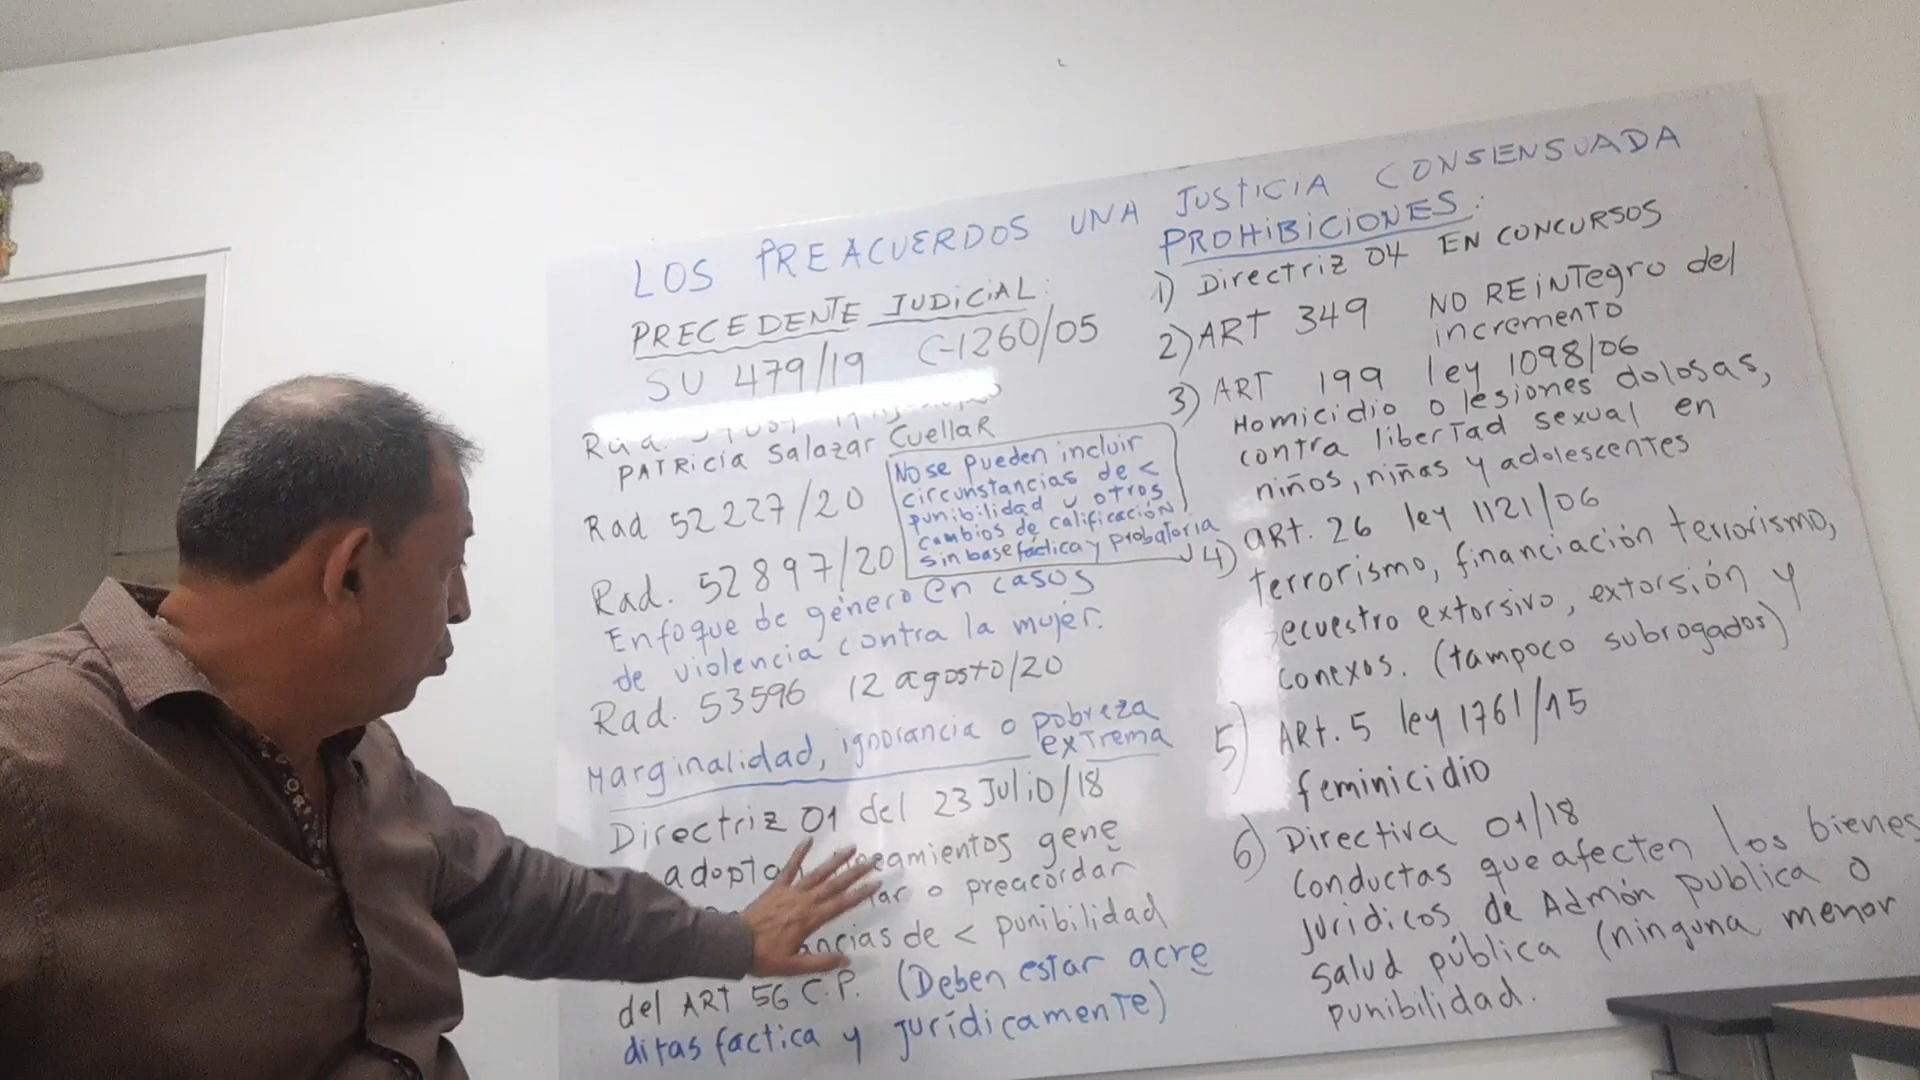 LOS PREACUERDOS UNA JUSTICIA CONSENSUADA
PRECEDENTE JUDICIAL:
SU 479/19 C-1260/05
PATRICIA Salazar Cuellar
Rad 52227/20
No se pueden incluir
circunstancias de <
punibilidad u otros
cambios de calificación
sin base fáctica y probatoria
Rad. 52897/20
Enfoque de género en casos
de violencia contra la mujer.
Rad. 53596 12 agosto/20
Marginalidad, ignorancia o pobreza
extrema
Directriz 01 del 23 Julio/18
gene
o preacordar
de < punibilidad
del ART 56 C.P. (Deben estar acre
ditas factica y jurídicamente)
PROHIBICIONES:
1) Directriz 04 EN CONCURSOS
2) ART 349 NO REINTEGRO del
incremento
3) ART 199 ley 1098/06
Homicidio o lesiones dolosas,
contra libertad sexual en
niños, niñas y adolescentes
4) art. 26 ley 1121/06
terrorismo, financiación terrorismo,
secuestro extorsivo, extorsión y
conexos. (tampoco subrogados)
5) ART. 5 ley 1761/15
feminicidio
6) Directiva 01/18
conductas que afecten los bienes
jurídicos de Admón publica o
salud pública (ninguna menor
punibilidad.